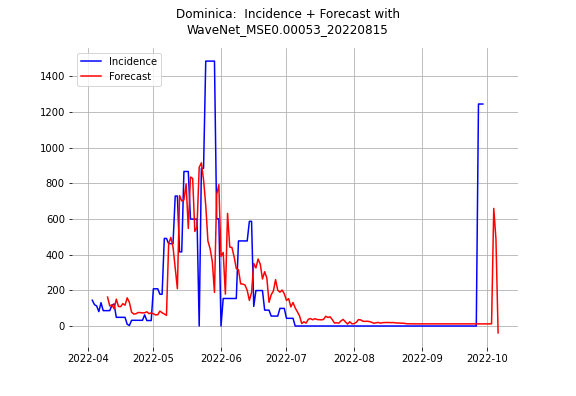 Dominica:  Incidence + Forecast with
WaveNet_MSE0.00053_20220815
Incidence
Forecast
1400
1200
1000
800
600
400
200
0
2022-04 2022-05 2022-06 2022-07 2022-08 2022-09 2022-10